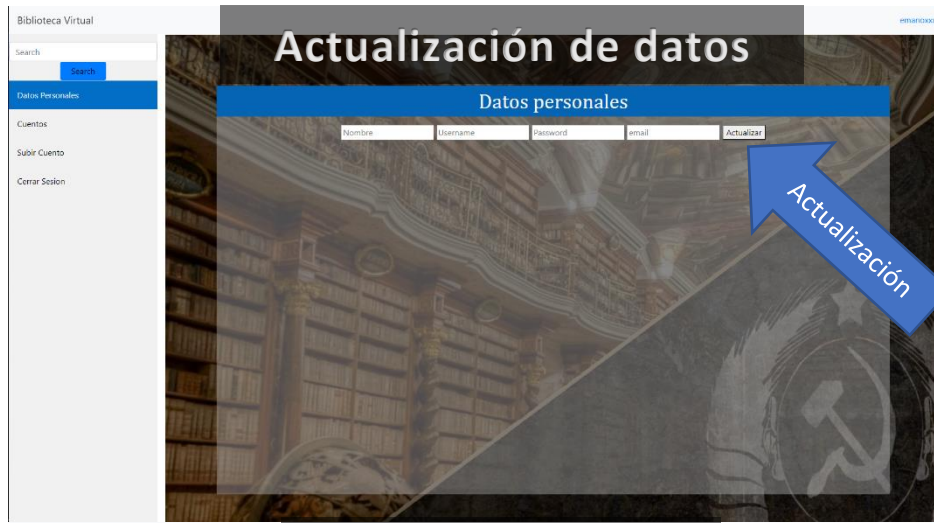 Biblioteca Virtual
Actualización de datos
Search
Search
Datos Personales
Cuentos
Subir Cuento
Cerrar Sesion
Datos personales
Nombre
Username
Password
email
Actualizar
Actualización